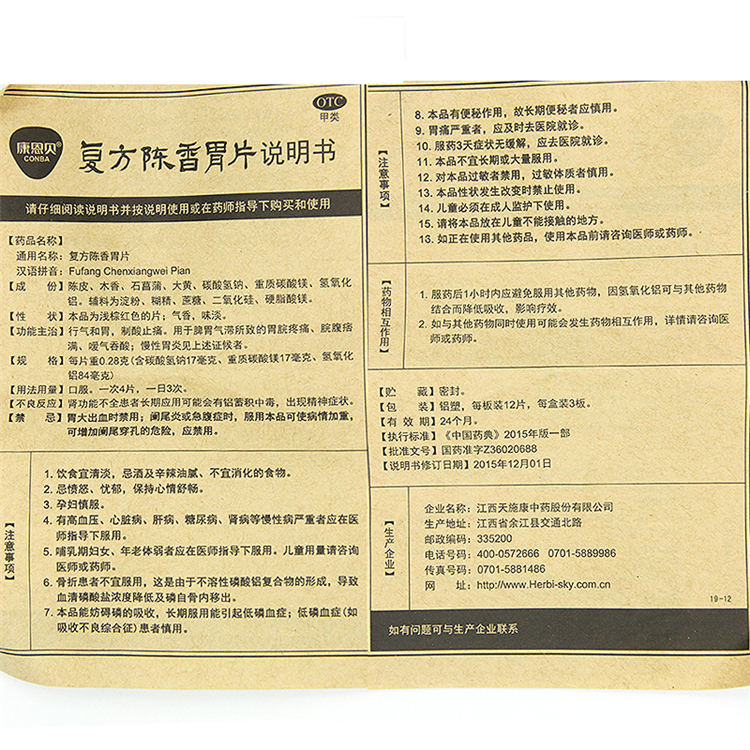 OTC
甲类
康恩贝®
CONBA
复方陈香胃片说明书
请仔细阅读说明书并按说明使用或在药师指导下购买和使用
【药品名称】
通用名称：复方陈香胃片
汉语拼音：Fufang Chenxiangwei Pian
【成　　份】陈皮、木香、石菖蒲、大黄、碳酸氢钠、重质碳酸镁、氢氧化
铝。辅料为淀粉、糊精、蔗糖、二氧化硅、硬脂酸镁。
【性　　状】本品为浅棕红色的片；气香，味淡。
【功能主治】行气和胃，制酸止痛。用于脾胃气滞所致的胃脘疼痛、脘腹痞
满、嗳气吞酸；慢性胃炎见上述证候者。
【规　　格】每片重0.28克(含碳酸氢钠17毫克、重质碳酸镁17毫克、氢氧化
铝84毫克)
【用法用量】口服。一次4片，一日3次。
【不良反应】肾功能不全患者长期应用可能会有铝蓄积中毒，出现精神症状。
【禁　　忌】胃大出血时禁用；阑尾炎或急腹症时，服用本品可使病情加重，
可增加阑尾穿孔的危险，应禁用。
【注意事项】
1. 饮食宜清淡，忌酒及辛辣油腻、不宜消化的食物。
2. 忌愤怒、忧郁，保持心情舒畅。
3. 孕妇慎服。
4. 有高血压、心脏病、肝病、糖尿病、肾病等慢性病严重者应在医
师指导下服用。
5. 哺乳期妇女、年老体弱者应在医师指导下服用。儿童用量请咨询
医师或药师。
6. 骨折患者不宜服用，这是由于不溶性磷酸铝复合物的形成，导致
血清磷酸盐浓度降低及磷自骨内移出。
7. 本品能妨碍磷的吸收，长期服用能引起低磷血症；低磷血症(如
吸收不良综合征)患者慎用。
【注意事项】
8. 本品有便秘作用，故长期便秘者应慎用。
9. 胃痛严重者，应及时去医院就诊。
10. 服药3天症状无缓解，应去医院就诊。
11. 本品不宜长期或大量服用。
12. 对本品过敏者禁用，过敏体质者慎用。
13. 本品性状发生改变时禁止使用。
14. 儿童必须在成人监护下使用。
15. 请将本品放在儿童不能接触的地方。
13. 如正在使用其他药品，使用本品前请咨询医师或药师。
【药物相互作用】
1. 服药后1小时内应避免服用其他药物，因氢氧化铝可与其他药物
结合而降低吸收，影响疗效。
2. 如与其他药物同时使用可能会发生药物相互作用，详情请咨询医
师或药师。
【贮　　藏】密封。
【包　　装】铝塑，每板装12片，每盒装3板。
【有 效 期】24个月。
【执行标准】《中国药典》2015年版一部
【批准文号】国药准字Z36020688
【说明书修订日期】2015年12月01日
【生产企业】
企业名称：江西天施康中药股份有限公司
生产地址：江西省余江县交通北路
邮政编码：335200
电话号码：400-0572666　0701-5889986
传真号码：0701-5881486
网　　址：http://www.Herbi-sky.com.cn
19-12
如有问题可与生产企业联系